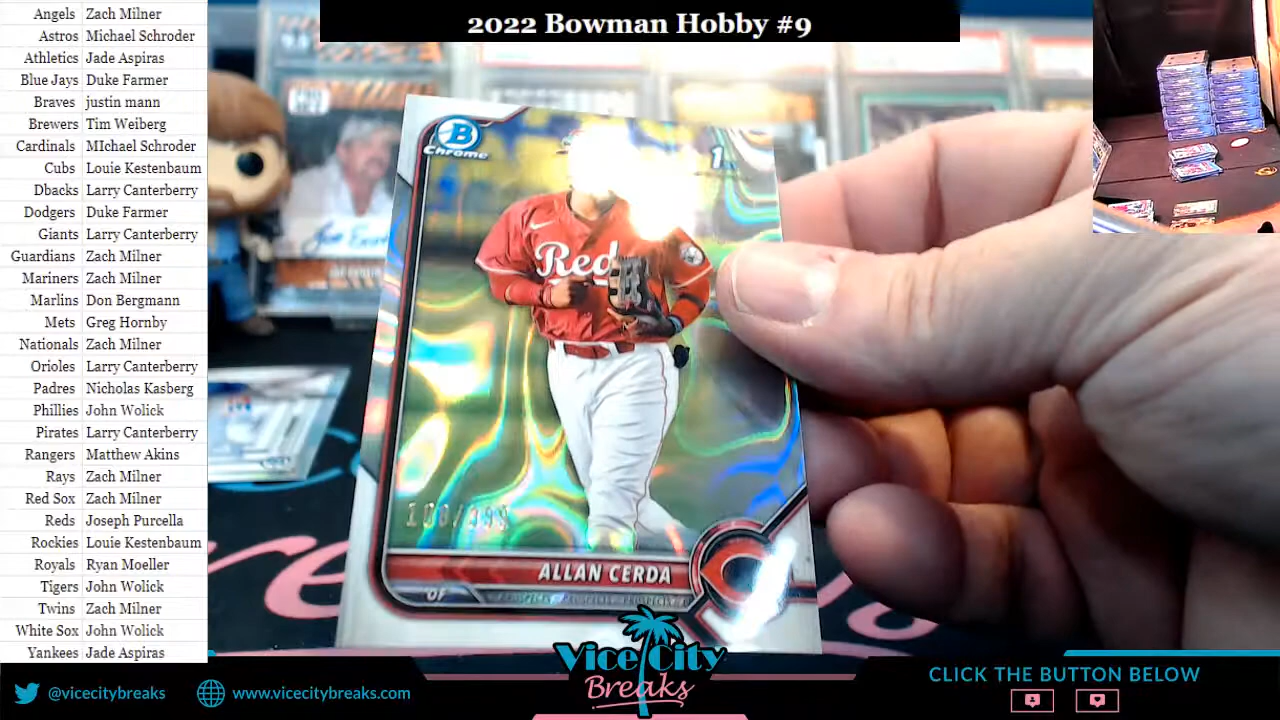 2022 Bowman Hobby #9
Angels Zach Milner
Astros Michael Schroder
Athletics Jade Aspiras
Blue Jays Duke Farmer
Braves justin mann
Brewers Tim Weiberg
Cardinals MIchael Schroder
Cubs Louie Kestenbaum
Dbacks Larry Canterberry
Dodgers Duke Farmer
Giants Larry Canterberry
Guardians Zach Milner
Mariners Zach Milner
Marlins Don Bergmann
Mets Greg Hornby
Nationals Zach Milner
Orioles Larry Canterberry
Padres Nicholas Kasberg
Phillies John Wolick
Pirates Larry Canterberry
Rangers Matthew Akins
Rays Zach Milner
Red Sox Zach Milner
Reds Joseph Purcella
Rockies Louie Kestenbaum
Royals Ryan Moeller
Tigers John Wolick
Twins Zach Milner
White Sox John Wolick
Yankees Jade Aspiras
B
Chrome
1
Red
ALLAN CERDA
OF
Vice City
Breaks
@vicecitybreaks
www.vicecitybreaks.com
CLICK THE BUTTON BELOW